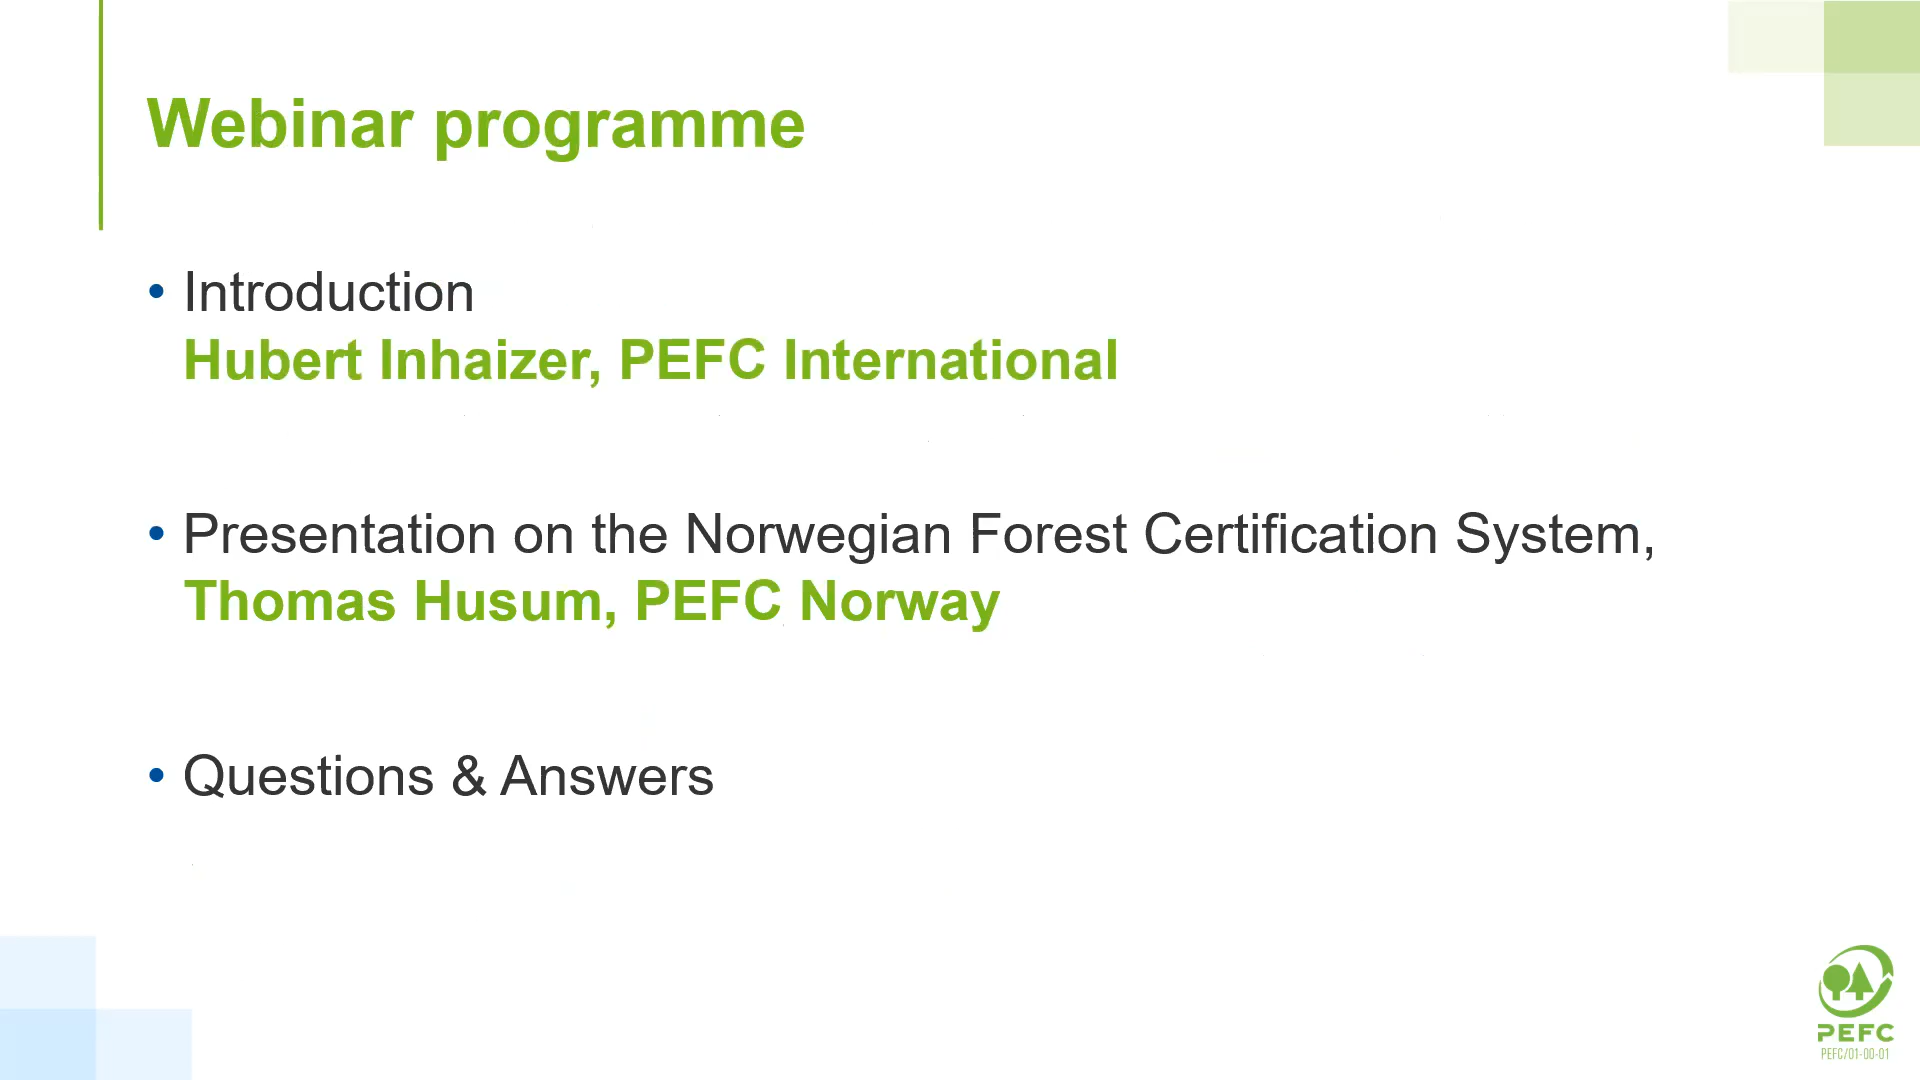 Webinar programme
• Introduction
Hubert Inhaizer, PEFC International
• Presentation on the Norwegian Forest Certification System,
Thomas Husum, PEFC Norway
• Questions & Answers
PEFC
PEFC/01-00-01